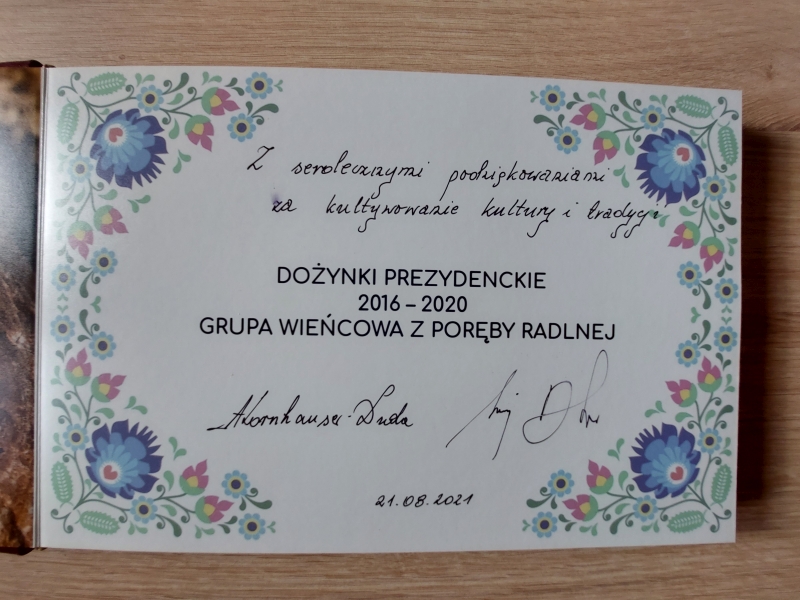 Z serdecznymi podziękowaniami
za kultywowanie kultury i tradycji
DOŻYNKI PREZYDENCKIE
2016 – 2020
GRUPA WIEŃCOWA Z PORĘBY RADLNEJ
AKornhauser-Duda
21.08.2021